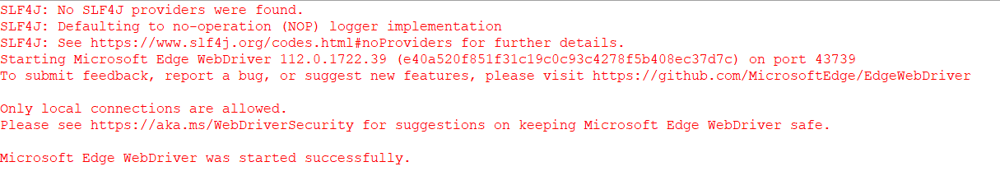 SLF4J: No SLF4J providers were found.
SLF4J: Defaulting to no-operation (NOP) logger implementation
SLF4J: See https://www.slf4j.org/codes.html#noProviders for further details.
Starting Microsoft Edge WebDriver 112.0.1722.39 (e40a520f851f31c19c0c93c4278f5b408ec37d7c) on port 43739
To submit feedback, report a bug, or suggest new features, please visit https://github.com/MicrosoftEdge/EdgeWebDriver
Only local connections are allowed.
Please see https://aka.ms/WebDriverSecurity for suggestions on keeping Microsoft Edge WebDriver safe.
Microsoft Edge WebDriver was started successfully.